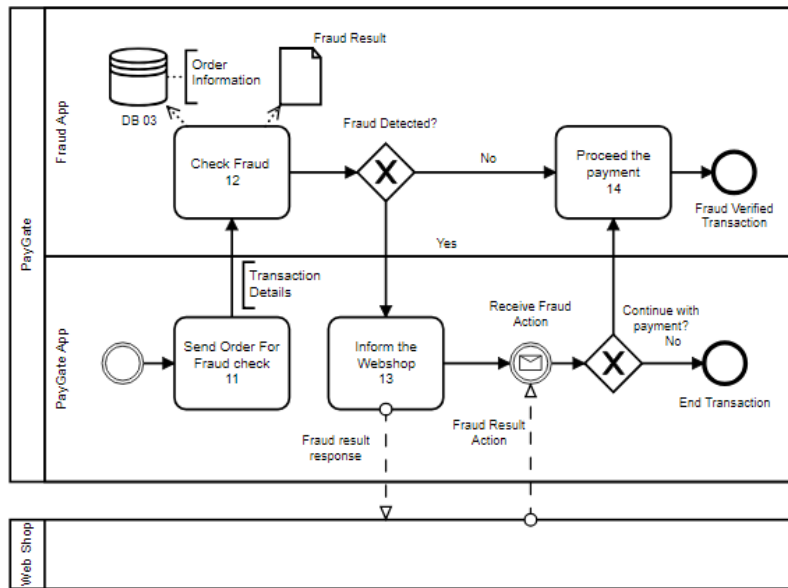 PayGate
Fraud App
Order
Information
DB 03
Fraud Result
Check Fraud
12
Fraud Detected?
No
Yes
Proceed the
payment
14
Fraud Verified
Transaction
PayGate App
Transaction
Details
Send Order For
Fraud check
11
Inform the
Webshop
13
Receive Fraud
Action
Continue with
payment?
No
End Transaction
Fraud result
response
Fraud Result
Action
Web Shop